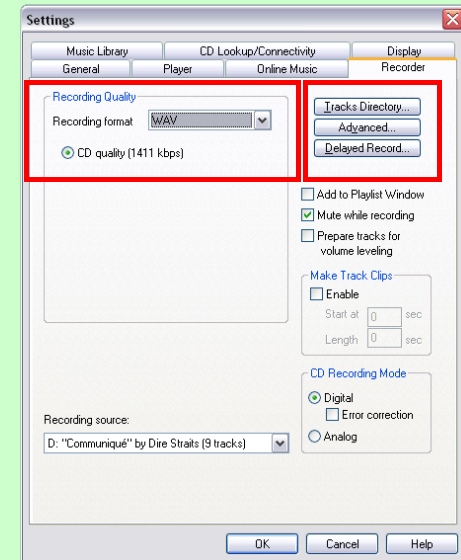 Settings
Music Library CD Lookup/Connectivity Display
General Player Online Music Recorder
Recording Quality
Recording format WAV
CD quality (1411 kbps)
Tracks Directory...
Advanced...
Delayed Record...
Add to Playlist Window
Mute while recording
Prepare tracks for
volume leveling
Make Track Clips
Enable
Start at 0 sec
Length 0 sec
CD Recording Mode
Digital
Error correction
Analog
Recording source:
D: "Communiqué" by Dire Straits (9 tracks)
OK Cancel Help